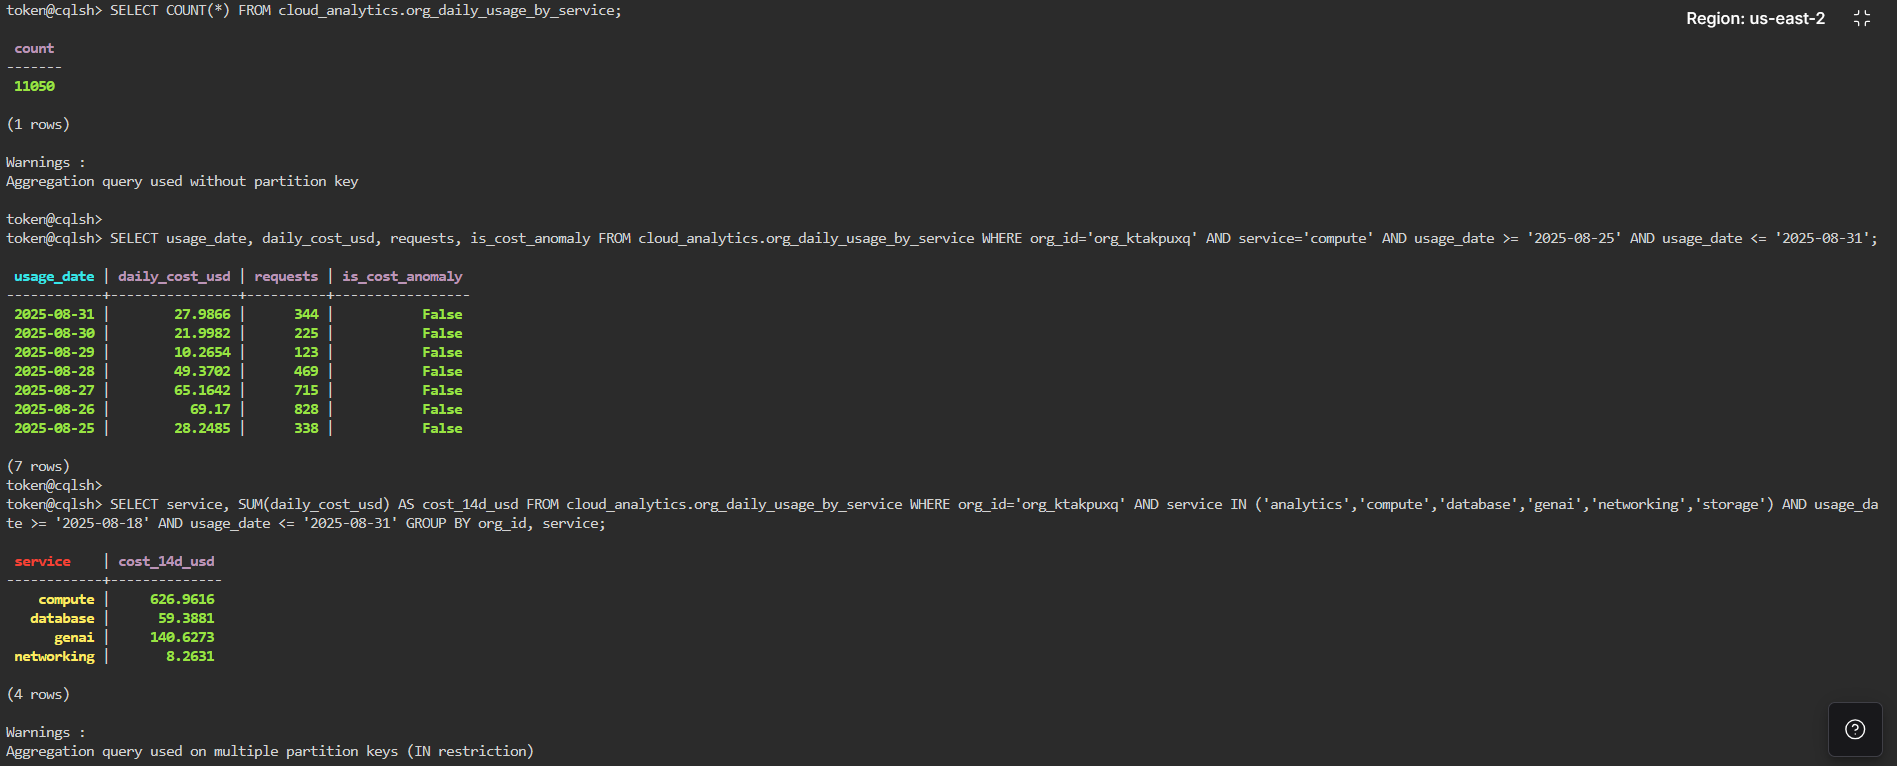 token@cqlsh> SELECT COUNT(*) FROM cloud_analytics.org_daily_usage_by_service;
Region: us-east-2
count
-------
11050
(1 rows)
Warnings :
Aggregation query used without partition key
token@cqlsh>
token@cqlsh> SELECT usage_date, daily_cost_usd, requests, is_cost_anomaly FROM cloud_analytics.org_daily_usage_by_service WHERE org_id='org_ktakpuxq' AND service='compute' AND usage_date >= '2025-08-25' AND usage_date <= '2025-08-31';
usage_date | daily_cost_usd | requests | is_cost_anomaly
------------+----------------+----------+-----------------
2025-08-31 | 27.9866 | 344 | False
2025-08-30 | 21.9982 | 225 | False
2025-08-29 | 10.2654 | 123 | False
2025-08-28 | 49.3702 | 469 | False
2025-08-27 | 65.1642 | 715 | False
2025-08-26 | 69.17 | 828 | False
2025-08-25 | 28.2485 | 338 | False
(7 rows)
token@cqlsh>
token@cqlsh> SELECT service, SUM(daily_cost_usd) AS cost_14d_usd FROM cloud_analytics.org_daily_usage_by_service WHERE org_id='org_ktakpuxq' AND service IN ('analytics','compute','database','genai','networking','storage') AND usage_da
te >= '2025-08-18' AND usage_date <= '2025-08-31' GROUP BY org_id, service;
service | cost_14d_usd
------------+--------------
compute | 626.9616
database | 59.3881
genai | 140.6273
networking | 8.2631
(4 rows)
Warnings :
Aggregation query used on multiple partition keys (IN restriction)